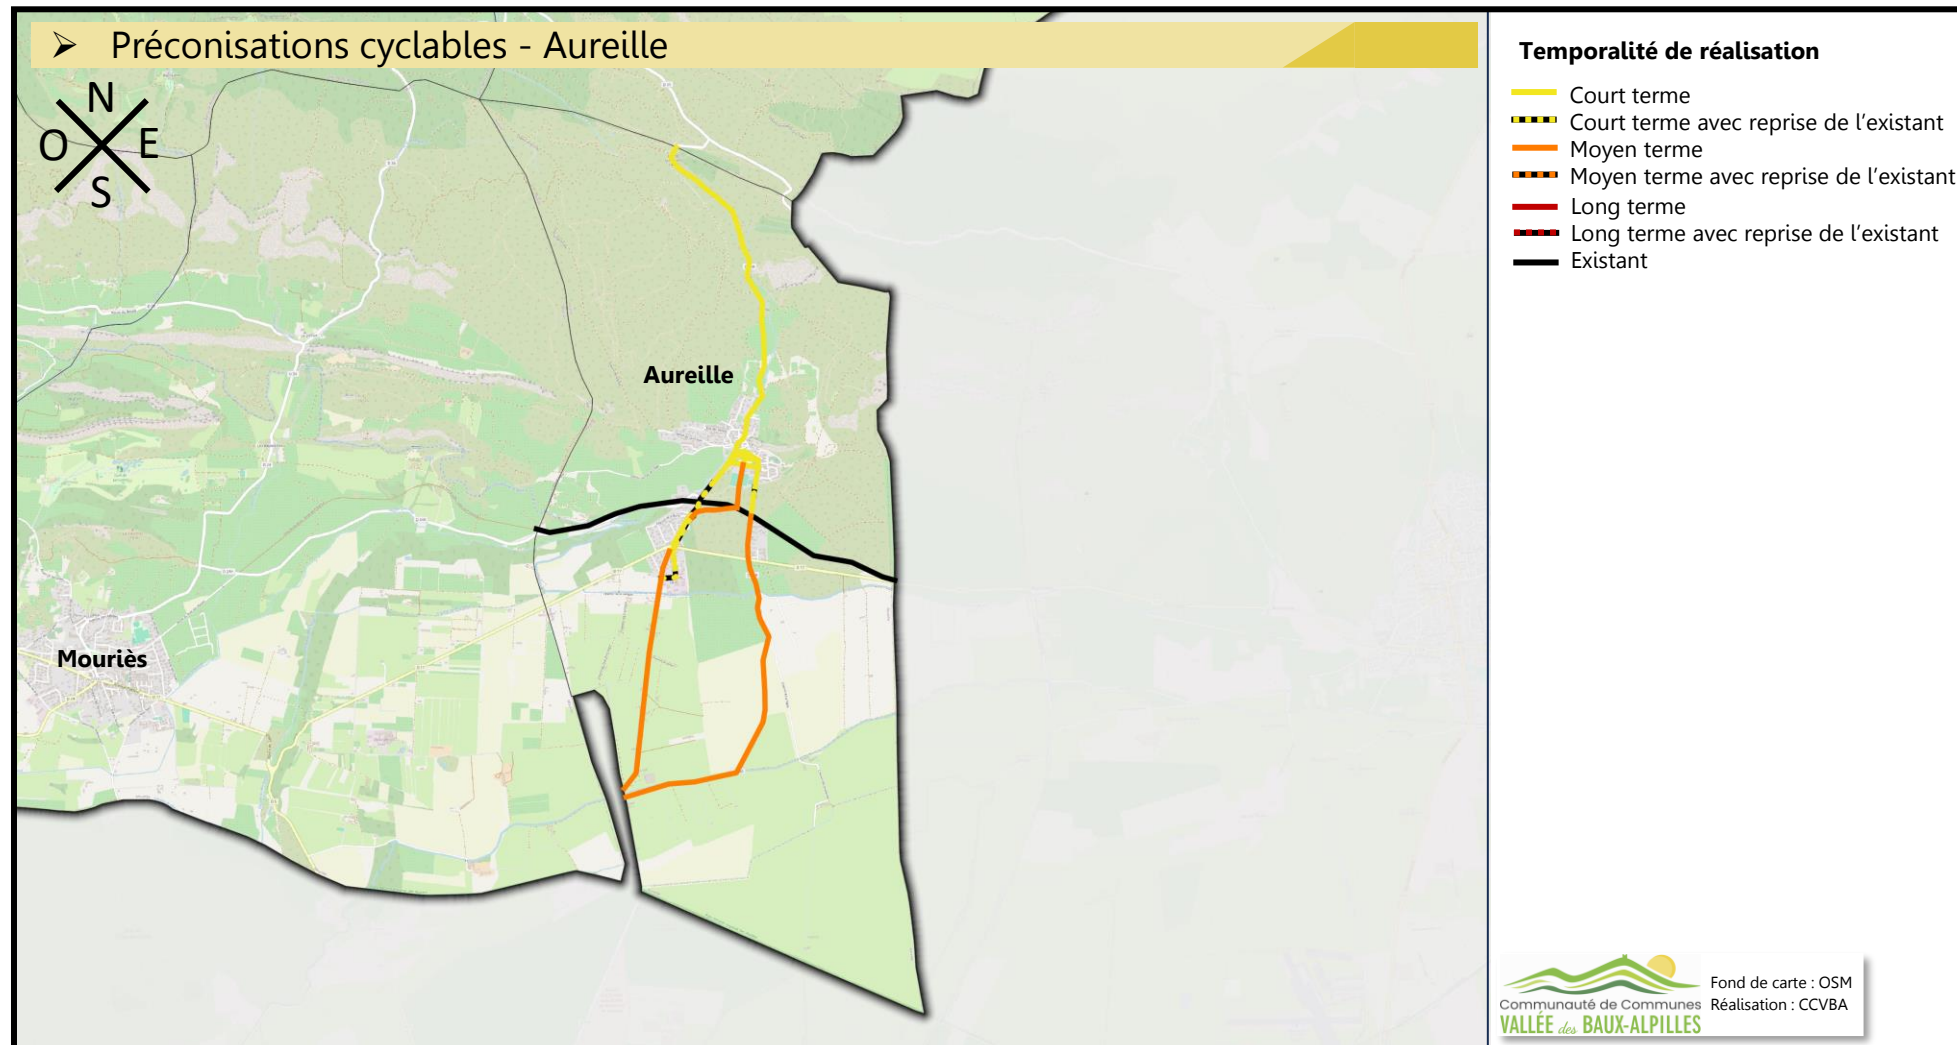 ➢ Préconisations cyclables - Aureille
N
O E
S
Aureille
Mouriès
Temporalité de réalisation
Court terme
Court terme avec reprise de l’existant
Moyen terme
Moyen terme avec reprise de l’existant
Long terme
Long terme avec reprise de l’existant
Existant
Communauté de Communes
VALLÉE des BAUX-ALPILLES
Fond de carte : OSM
Réalisation : CCVBA